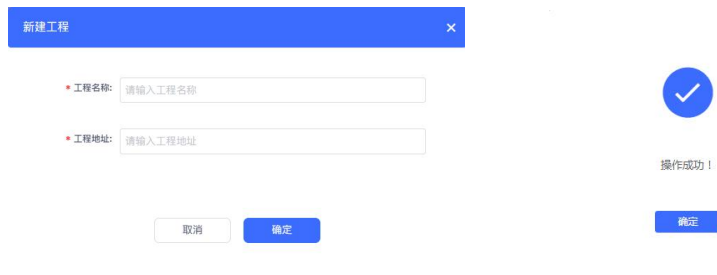 新建工程
* 工程名称: 请输入工程名称
* 工程地址: 请输入工程地址
取消 确定
操作成功！
确定